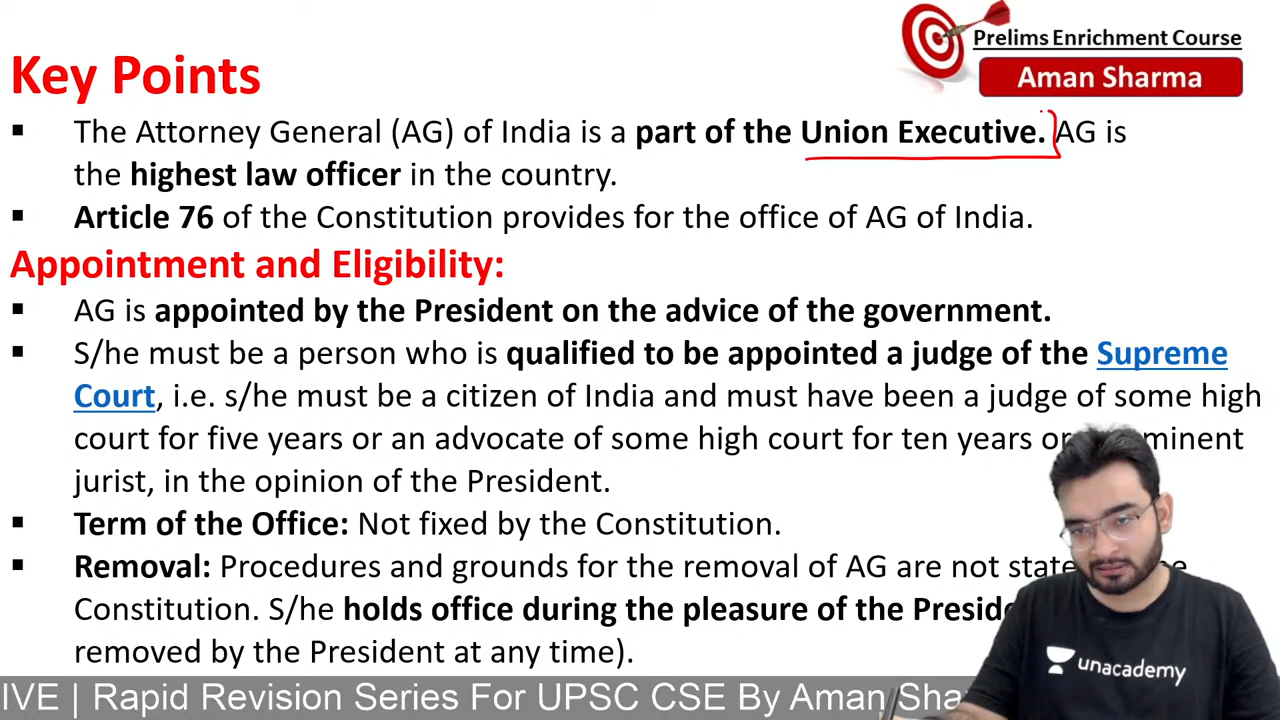 Prelims Enrichment Course
Aman Sharma
Key Points
▪ The Attorney General (AG) of India is a part of the Union Executive. AG is
the highest law officer in the country.
▪ Article 76 of the Constitution provides for the office of AG of India.
Appointment and Eligibility:
▪ AG is appointed by the President on the advice of the government.
▪ S/he must be a person who is qualified to be appointed a judge of the Supreme
Court, i.e. s/he must be a citizen of India and must have been a judge of some high
court for five years or an advocate of some high court for ten years or
jurist, in the opinion of the President.
▪ Term of the Office: Not fixed by the Constitution.
▪ Removal: Procedures and grounds for the removal of AG are not
Constitution. S/he holds office during the pleasure of the
removed by the President at any time).
unacademy
IVE | Rapid Revision Series For UPSC CSE By Aman